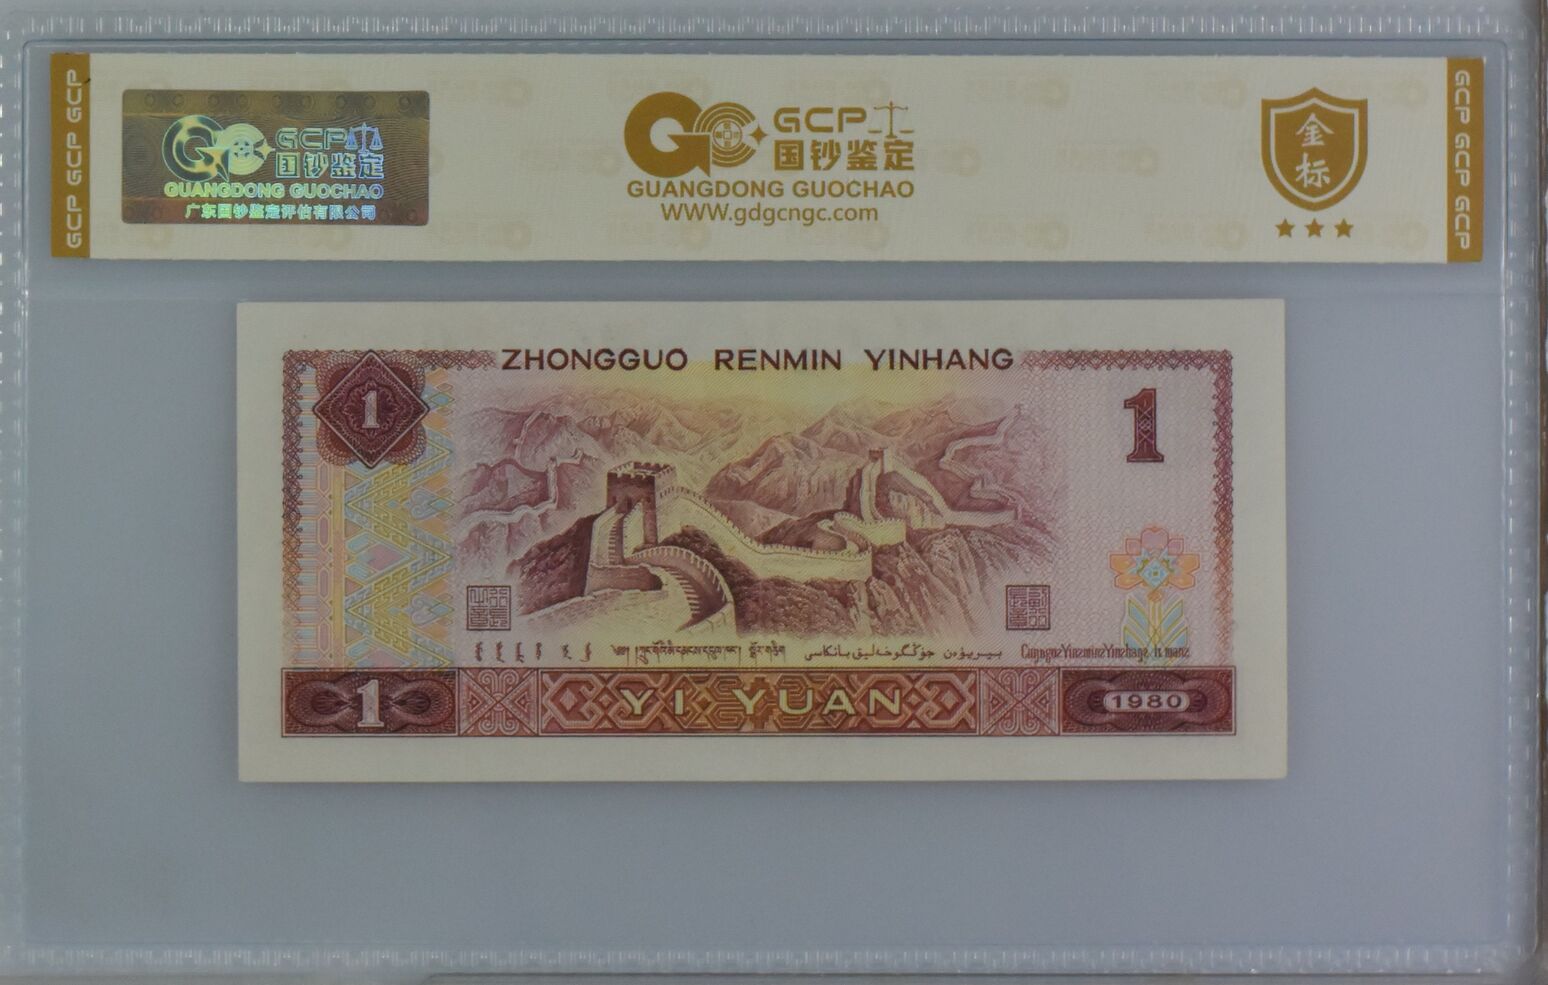 GCP GCP GCP
GCP
国钞鉴定
GUANGDONG GUOCHAO
广东国钞鉴定评估有限公司
GCP
国钞鉴定
GUANGDONG GUOCHAO
WWW.gdgcngc.com
金
标
GCP GCP GCP
ZHONGGUO RENMIN YINHANG
1
1
1
YI YUAN
1980